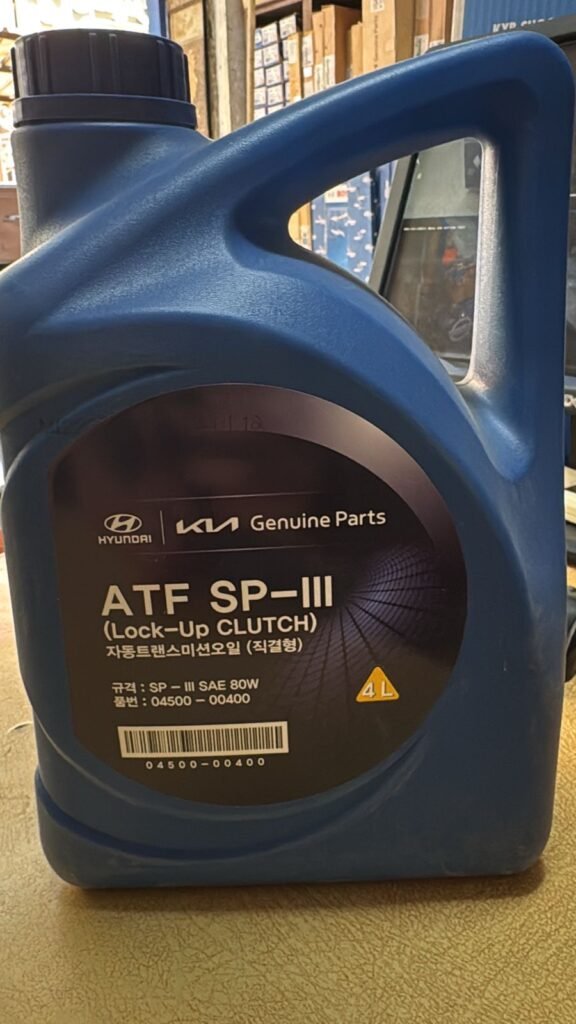 HYUNDAI KIA Genuine Parts
ATF SP-III
(Lock-Up CLUTCH)
자동트랜스미션오일 (직결형)
규격 : SP - III SAE 80W
품번 : 04500 - 00400
4L
04500-00400